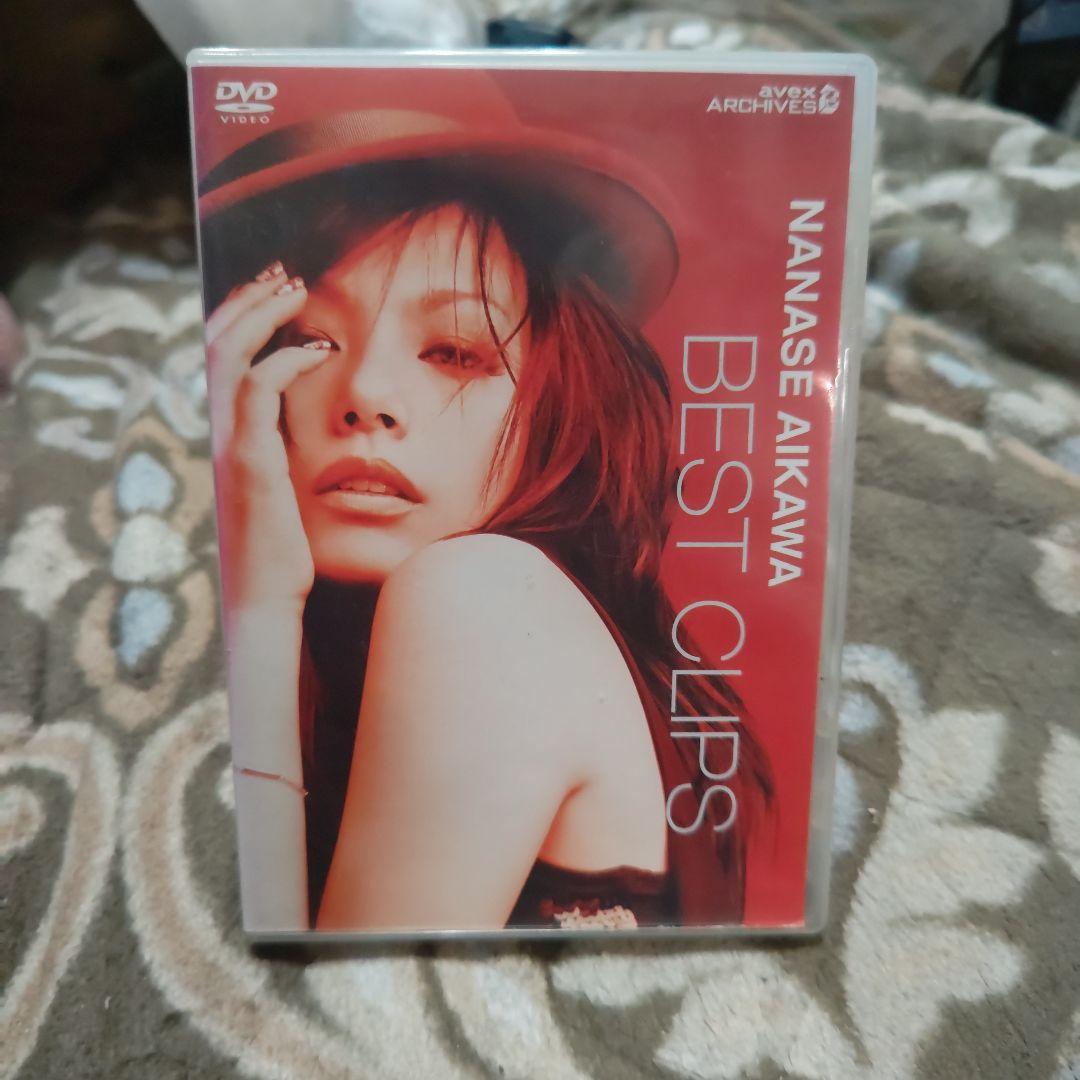 DVD
VIDEO
avex
ARCHIVES
NANASE AIKAWA
BEST CLIPS